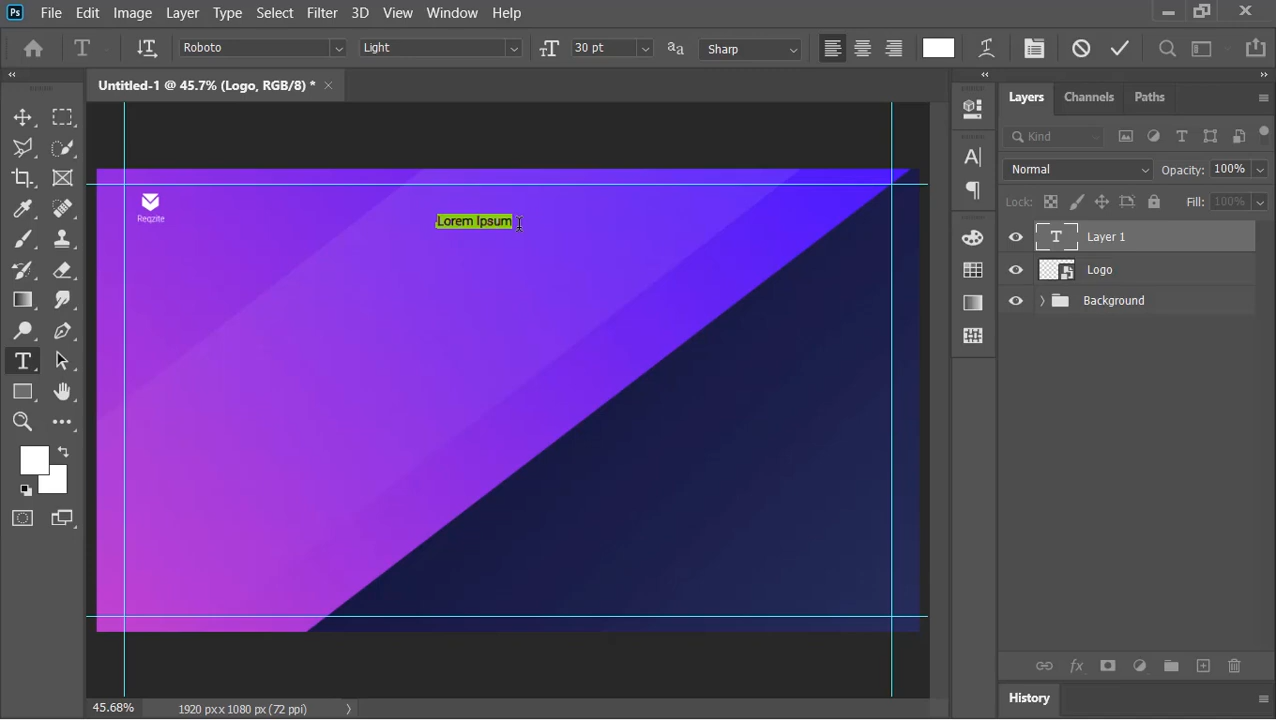 Ps File Edit Image Layer Type Select Filter 3D View Window Help
T Roboto Light 30 pt Sharp
Untitled-1 @ 45.7% (Logo, RGB/8) *
Layers Channels Paths
Kind
Normal Opacity: 100%
Lock: Fill: 100%
Layer 1
Logo
Background
Reqzite
Lorem Ipsum
45.68% 1920 px x 1080 px (72 ppi)
History